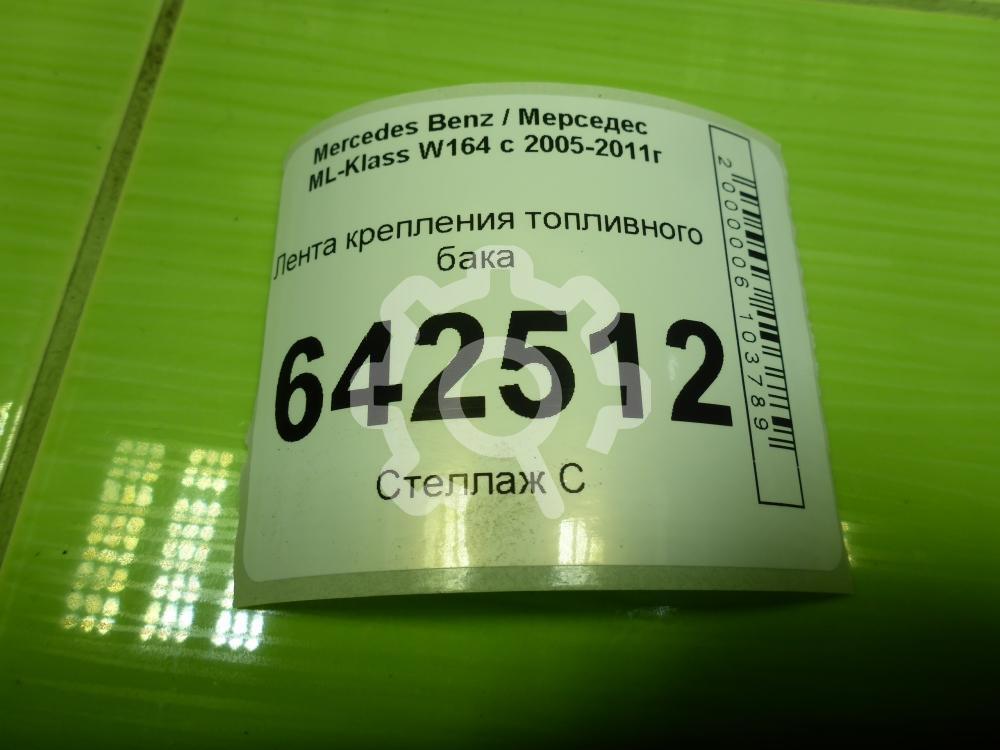 Mercedes Benz / Мерседес
ML-Klass W164 с 2005-2011г
Лента крепления топливного
бака
642512
Стеллаж С
2000006103789